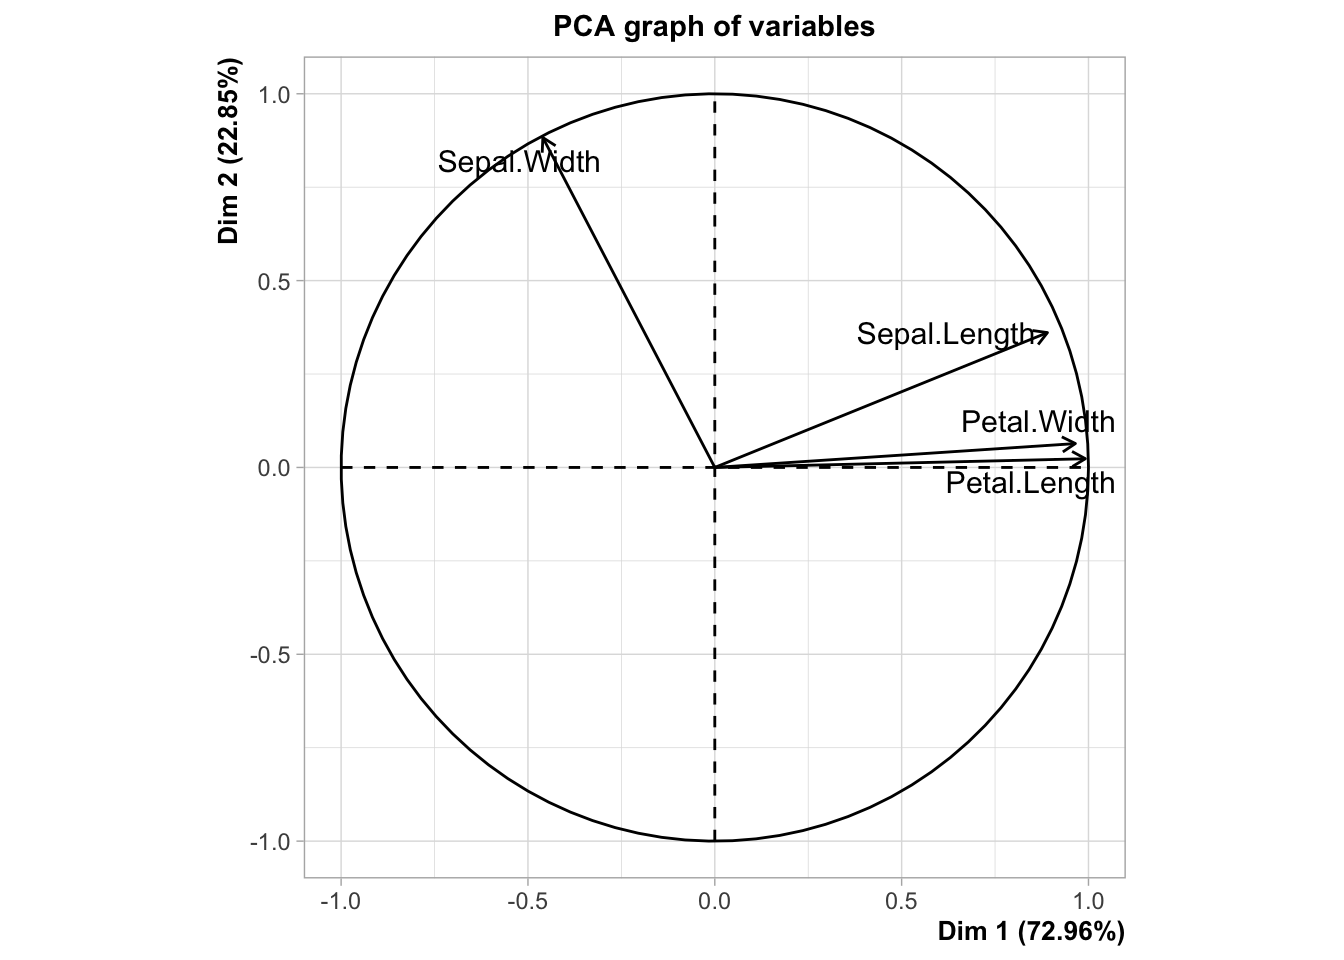 PCA graph of variables
Dim 2 (22.85%)
1.0
0.5
0.0
-0.5
-1.0
Sepal.Width
Sepal.Length
Petal.Width
Petal.Length
-1.0
-0.5
0.0
0.5
1.0
Dim 1 (72.96%)